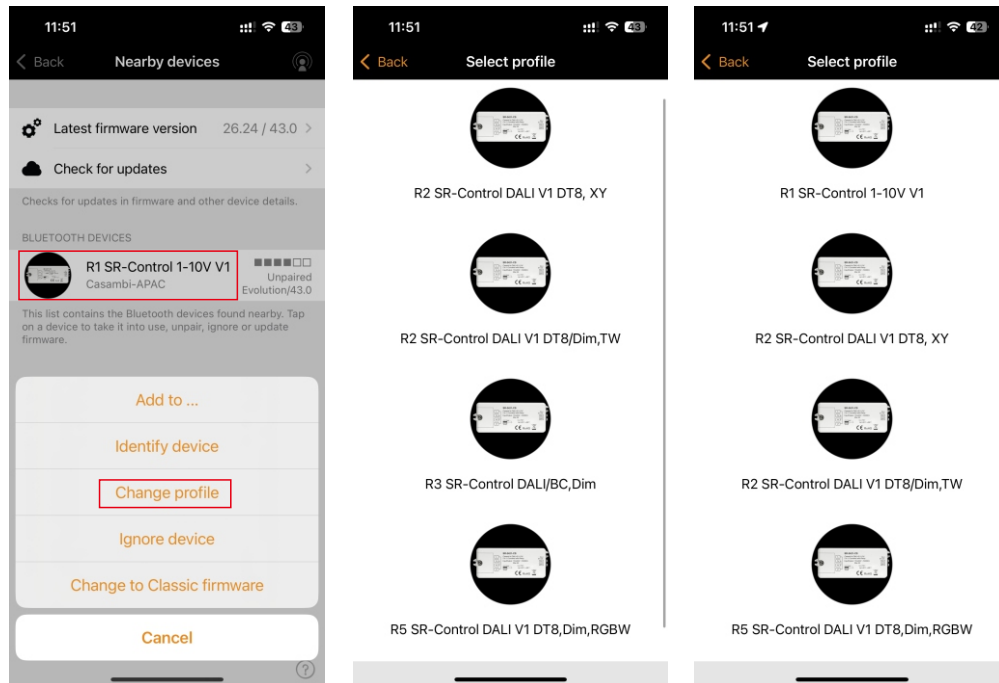 11:51
43
Back
Nearby devices
Latest firmware version 26.24 / 43.0
Check for updates
Checks for updates in firmware and other device details.
BLUETOOTH DEVICES
R1 SR-Control 1-10V V1
Casambi-APAC
Unpaired
Evolution/43.0
This list contains the Bluetooth devices found nearby. Tap
on a device to take it into use, unpair, ignore or update
firmware.
Add to ...
Identify device
Change profile
Ignore device
Change to Classic firmware
Cancel
?
11:51
43
Back
Select profile
R2 SR-Control DALI V1 DT8, XY
R2 SR-Control DALI V1 DT8/Dim,TW
R3 SR-Control DALI/BC,Dim
R5 SR-Control DALI V1 DT8,Dim,RGBW
11:51
42
Back
Select profile
R1 SR-Control 1-10V V1
R2 SR-Control DALI V1 DT8, XY
R2 SR-Control DALI V1 DT8/Dim,TW
R5 SR-Control DALI V1 DT8,Dim,RGBW